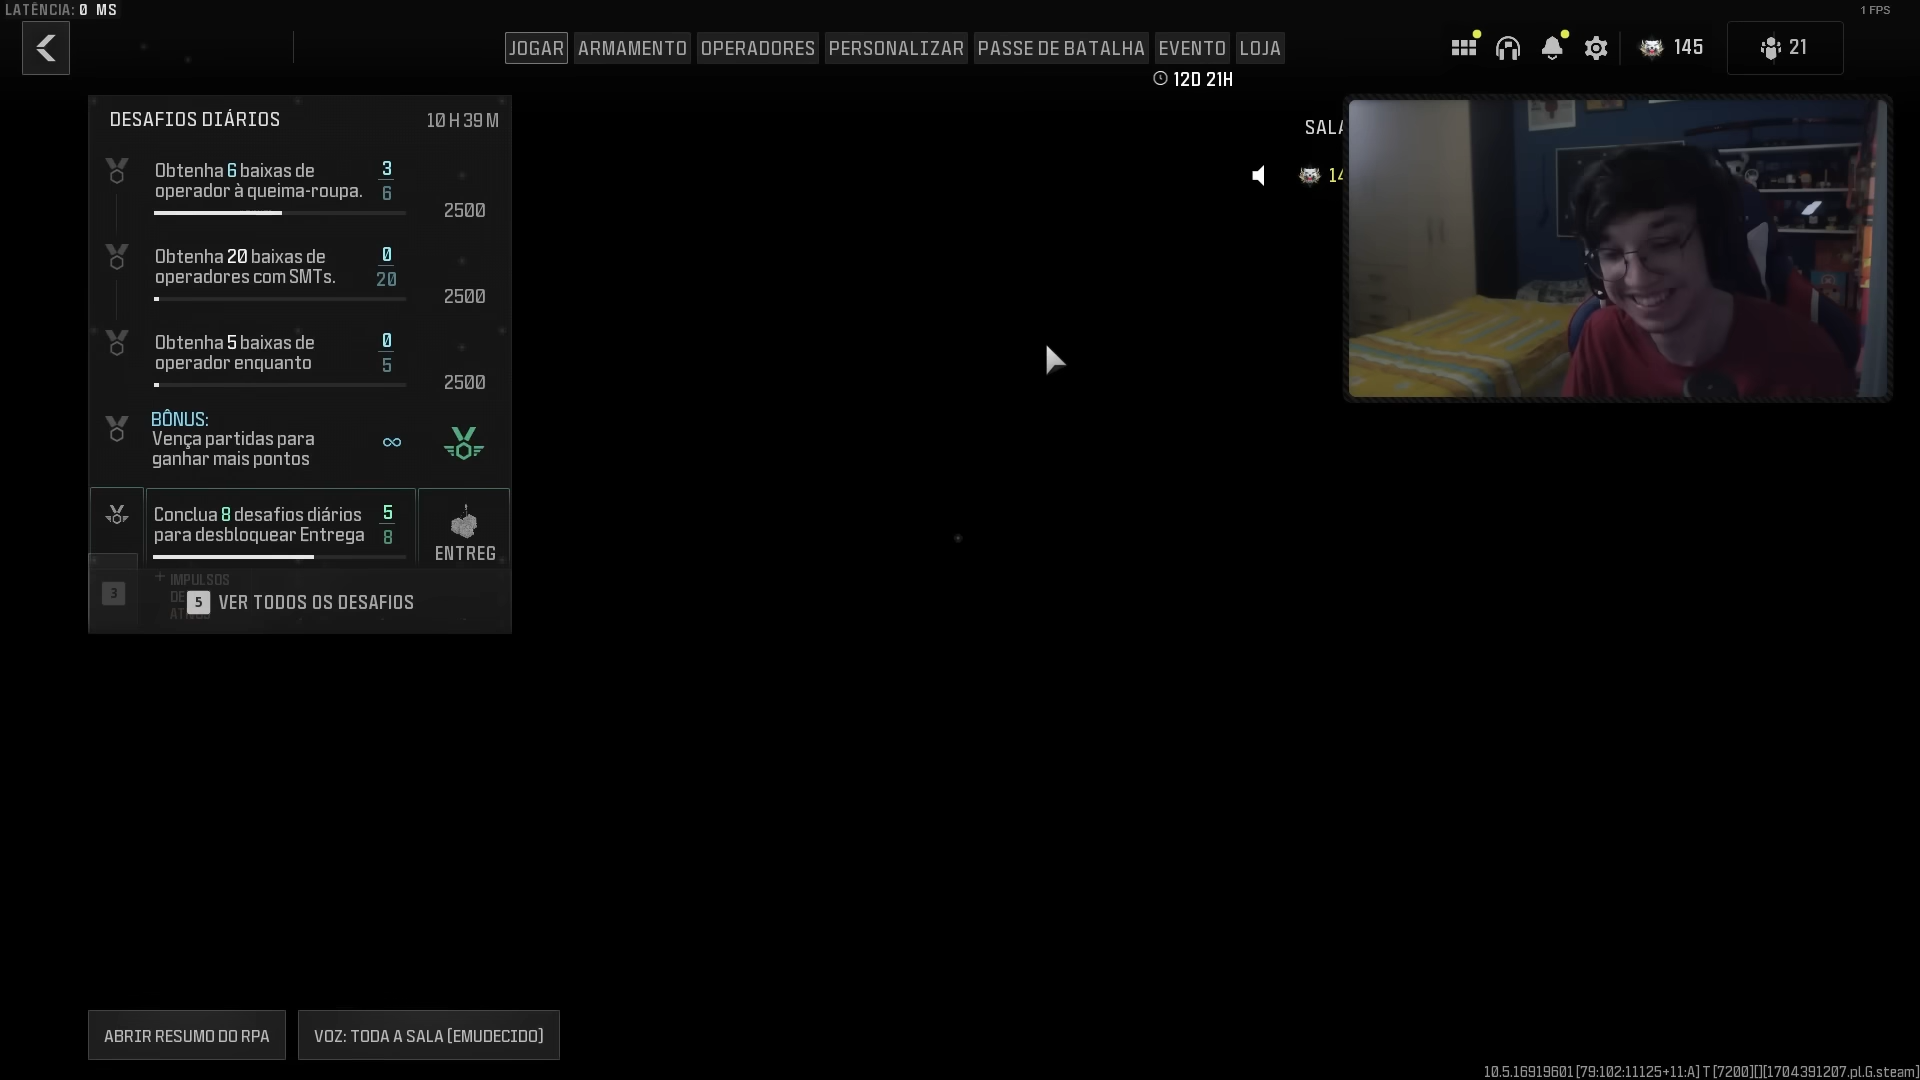 LATÊNCIA: 0 MS
1 FPS
JOGAR ARMAMENTO OPERADORES PERSONALIZAR PASSE DE BATALHA EVENTO LOJA
145
21
12D 21H
DESAFIOS DIÁRIOS
10 H 39 M
SALA
14
Obtenha 6 baixas de
operador à queima-roupa.
3
6
2500
Obtenha 20 baixas de
operadores com SMTs.
0
20
2500
Obtenha 5 baixas de
operador enquanto
0
5
2500
BÔNUS:
Vença partidas para
ganhar mais pontos
∞
Conclua 8 desafios diários
para desbloquear Entrega
5
8
ENTREG
3
+ IMPULSOS
DE
5 VER TODOS OS DESAFIOS
ABRIR RESUMO DO RPA
VOZ: TODA A SALA [EMUDECIDO]
10.5.16919601 [79:102:11125+11:A] T [7200][][1704391207.pl.G.steam]